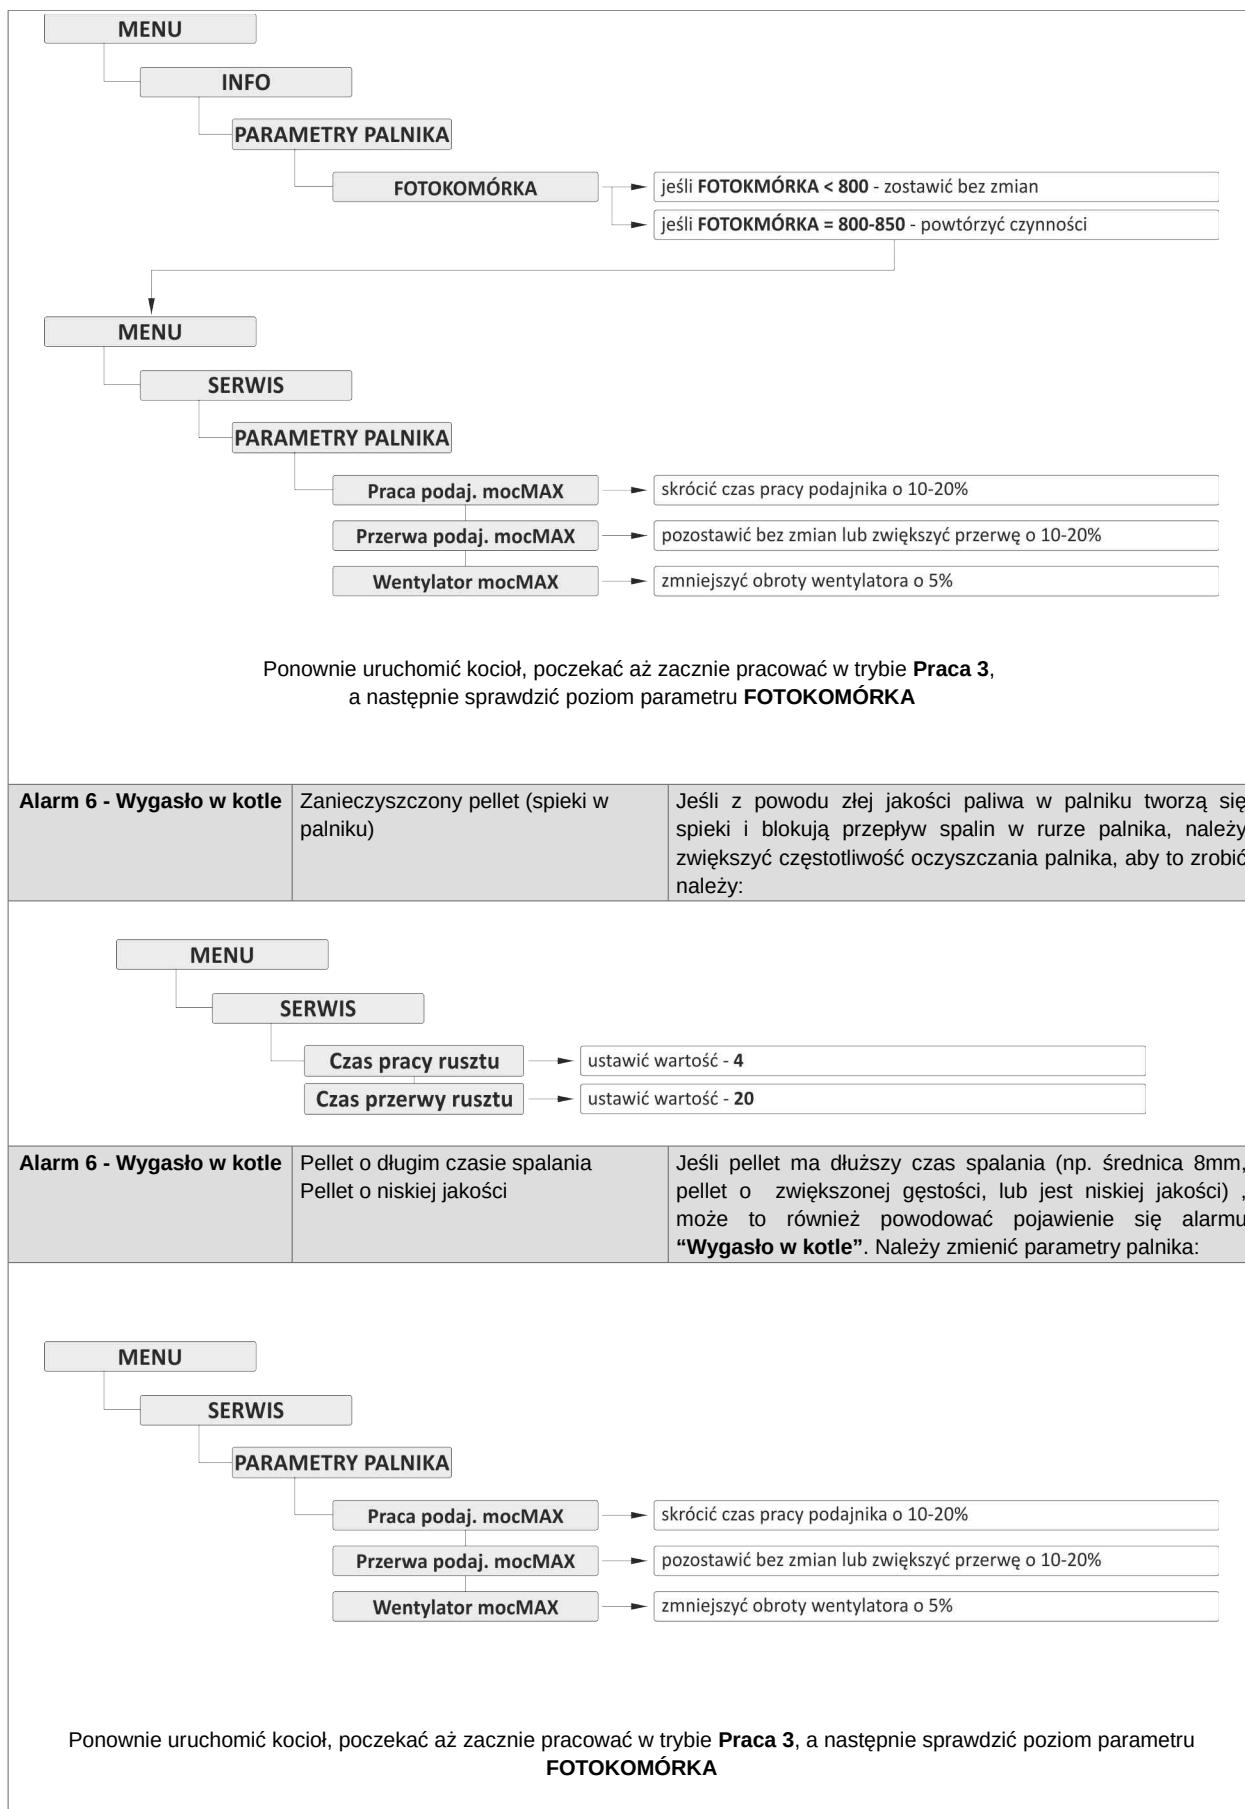 MENU
INFO
PARAMETRY PALNIKA
FOTOKOMÓRKA
jeśli FOTOKMÓRKA < 800 - zostawić bez zmian
jeśli FOTOKMÓRKA = 800-850 - powtórzyć czynności
MENU
SERWIS
PARAMETRY PALNIKA
Praca podaj. mocMAX
skrócić czas pracy podajnika o 10-20%
Przerwa podaj. mocMAX
pozostawić bez zmian lub zwiększyć przerwę o 10-20%
Wentylator mocMAX
zmniejszyć obroty wentylatora o 5%
Ponownie uruchomić kocioł, poczekać aż zacznie pracować w trybie Praca 3,
a następnie sprawdzić poziom parametru FOTOKOMÓRKA
Alarm 6 - Wygasło w kotle
Zanieczyszczony pellet (spieki w
palniku)
Jeśli z powodu złej jakości paliwa w palniku tworzą się
spieki i blokują przepływ spalin w rurze palnika, należy
zwiększyć częstotliwość oczyszczania palnika, aby to zrobić
należy:
MENU
SERWIS
Czas pracy rusztu
ustawić wartość - 4
Czas przerwy rusztu
ustawić wartość - 20
Alarm 6 - Wygasło w kotle
Pellet o długim czasie spalania
Pellet o niskiej jakości
Jeśli pellet ma dłuższy czas spalania (np. średnica 8mm,
pellet o zwiększonej gęstości, lub jest niskiej jakości) ,
może to również powodować pojawienie się alarmu
“Wygasło w kotle”. Należy zmienić parametry palnika:
MENU
SERWIS
PARAMETRY PALNIKA
Praca podaj. mocMAX
skrócić czas pracy podajnika o 10-20%
Przerwa podaj. mocMAX
pozostawić bez zmian lub zwiększyć przerwę o 10-20%
Wentylator mocMAX
zmniejszyć obroty wentylatora o 5%
Ponownie uruchomić kocioł, poczekać aż zacznie pracować w trybie Praca 3, a następnie sprawdzić poziom parametru
FOTOKOMÓRKA